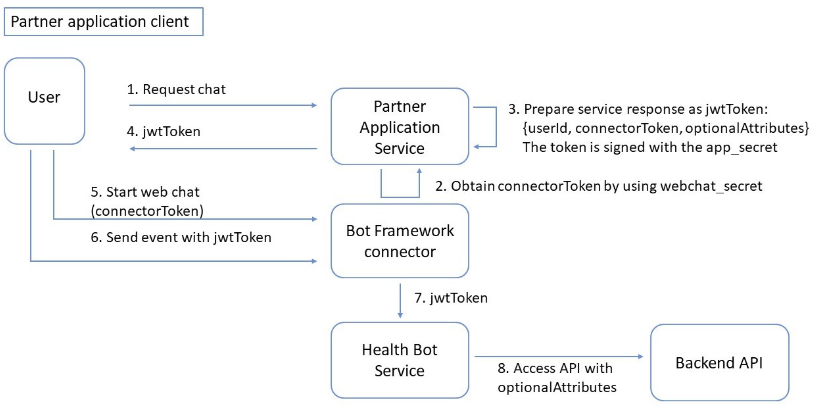 Partner application client
User
1. Request chat
4. jwtToken
Partner
Application
Service
3. Prepare service response as jwtToken:
{userId, connectorToken, optionalAttributes}
The token is signed with the app_secret
2. Obtain connectorToken by using webchat_secret
5. Start web chat
(connectorToken)
6. Send event with jwtToken
Bot Framework
connector
7. jwtToken
Health Bot
Service
8. Access API with
optionalAttributes
Backend API